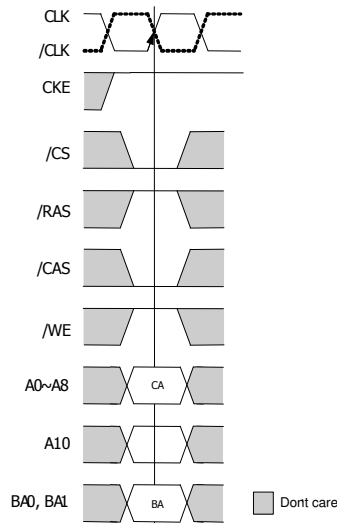 CLK
/CLK
CKE
/CS
/RAS
/CAS
/WE
A0~A8
CA
A10
BA0, BA1
BA
Dont care